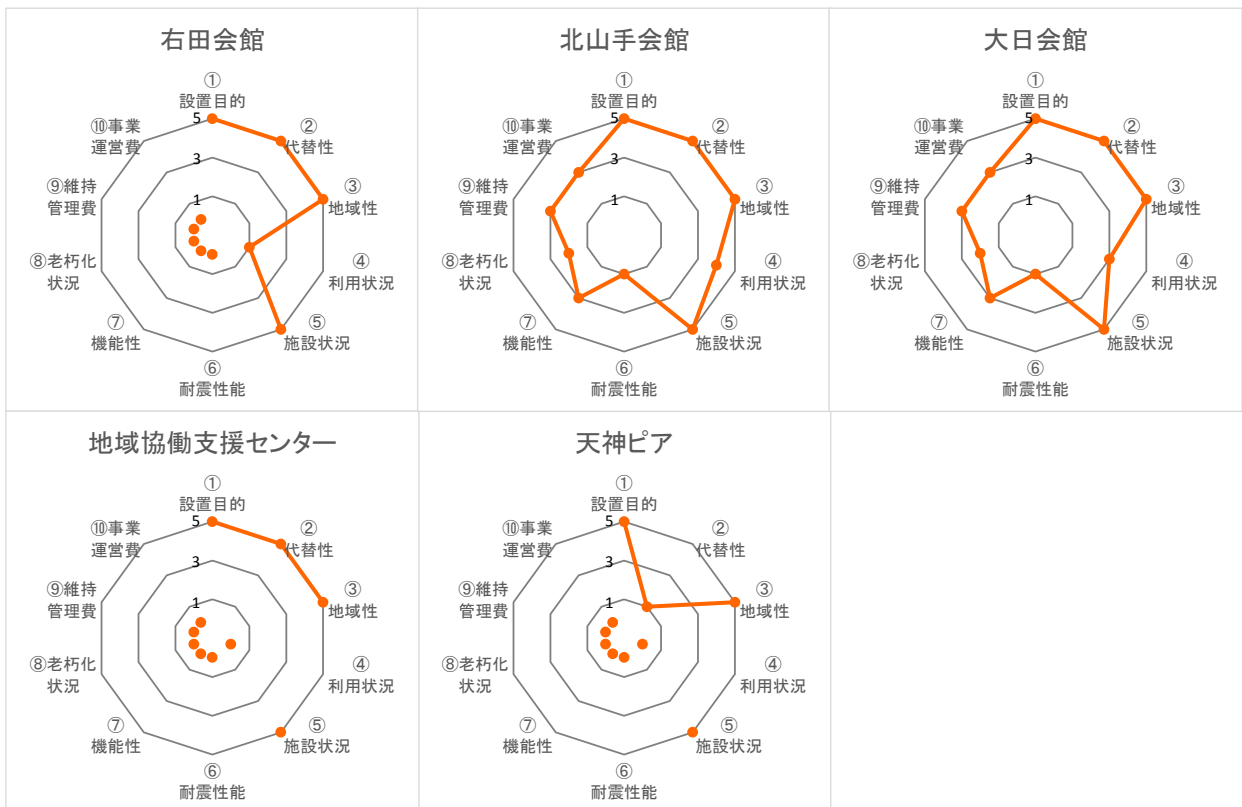 右田会館
①
設置目的
⑩事業
運営費
②
代替性
5
3
1
⑨維持
管理費
③
地域性
⑧老朽化
状況
④
利用状況
⑦
機能性
⑤
施設状況
⑥
耐震性能
北山手会館
①
設置目的
⑩事業
運営費
②
代替性
5
3
1
⑨維持
管理費
③
地域性
⑧老朽化
状況
④
利用状況
⑦
機能性
⑤
施設状況
⑥
耐震性能
大日会館
①
設置目的
⑩事業
運営費
②
代替性
5
3
1
⑨維持
管理費
③
地域性
⑧老朽化
状況
④
利用状況
⑦
機能性
⑤
施設状況
⑥
耐震性能
地域協働支援センター
①
設置目的
⑩事業
運営費
②
代替性
5
3
1
⑨維持
管理費
③
地域性
⑧老朽化
状況
④
利用状況
⑦
機能性
⑤
施設状況
⑥
耐震性能
天神ピア
①
設置目的
⑩事業
運営費
②
代替性
5
3
1
⑨維持
管理費
③
地域性
⑧老朽化
状況
④
利用状況
⑦
機能性
⑤
施設状況
⑥
耐震性能